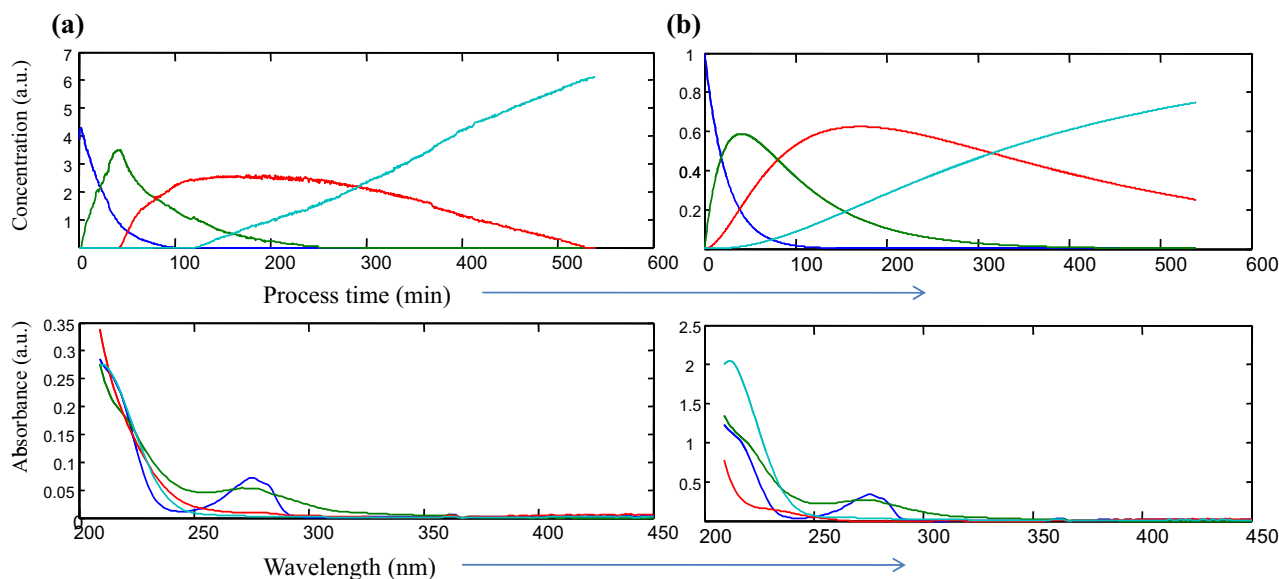 (a)
(b)
Concentration (a.u.)
7
6
5
4
3
2
1
0 100 200 300 400 500 600
1
0.8
0.6
0.4
0.2
0 100 200 300 400 500 600
Process time (min)
Absorbance (a.u.)
0.35
0.3
0.25
0.2
0.15
0.1
0.05
0
200 250 300 350 400 450
2.5
2
1.5
1
0.5
200 250 300 350 400 450
Wavelength (nm)